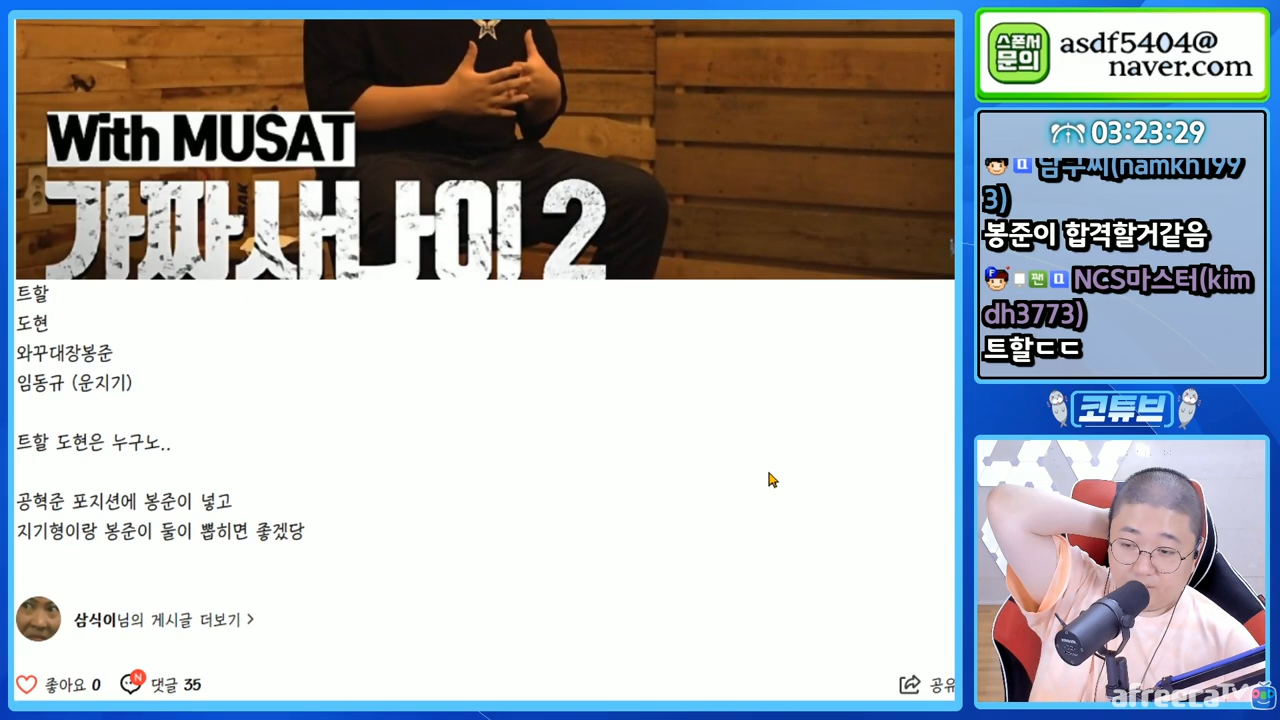 With MUSAT
가짜사나이 2
트할
도현
와꾸대장봉준
임동규 (운지기)
트할 도현은 누구노..
공혁준 포지션에 봉준이 넣고
지기형이랑 봉준이 둘이 뽑히면 좋겠당
삼식이님의 게시글 더보기 >
좋아요 0
N
댓글 35
공유
스폰서
문의
asdf5404@
naver.com
03:23:29
남구찌(namkh199
3)
봉준이 합격할거같음
F
팬
NCS마스터(kim
dh3773)
트할ㄷㄷ
코튜브
afreecaTV